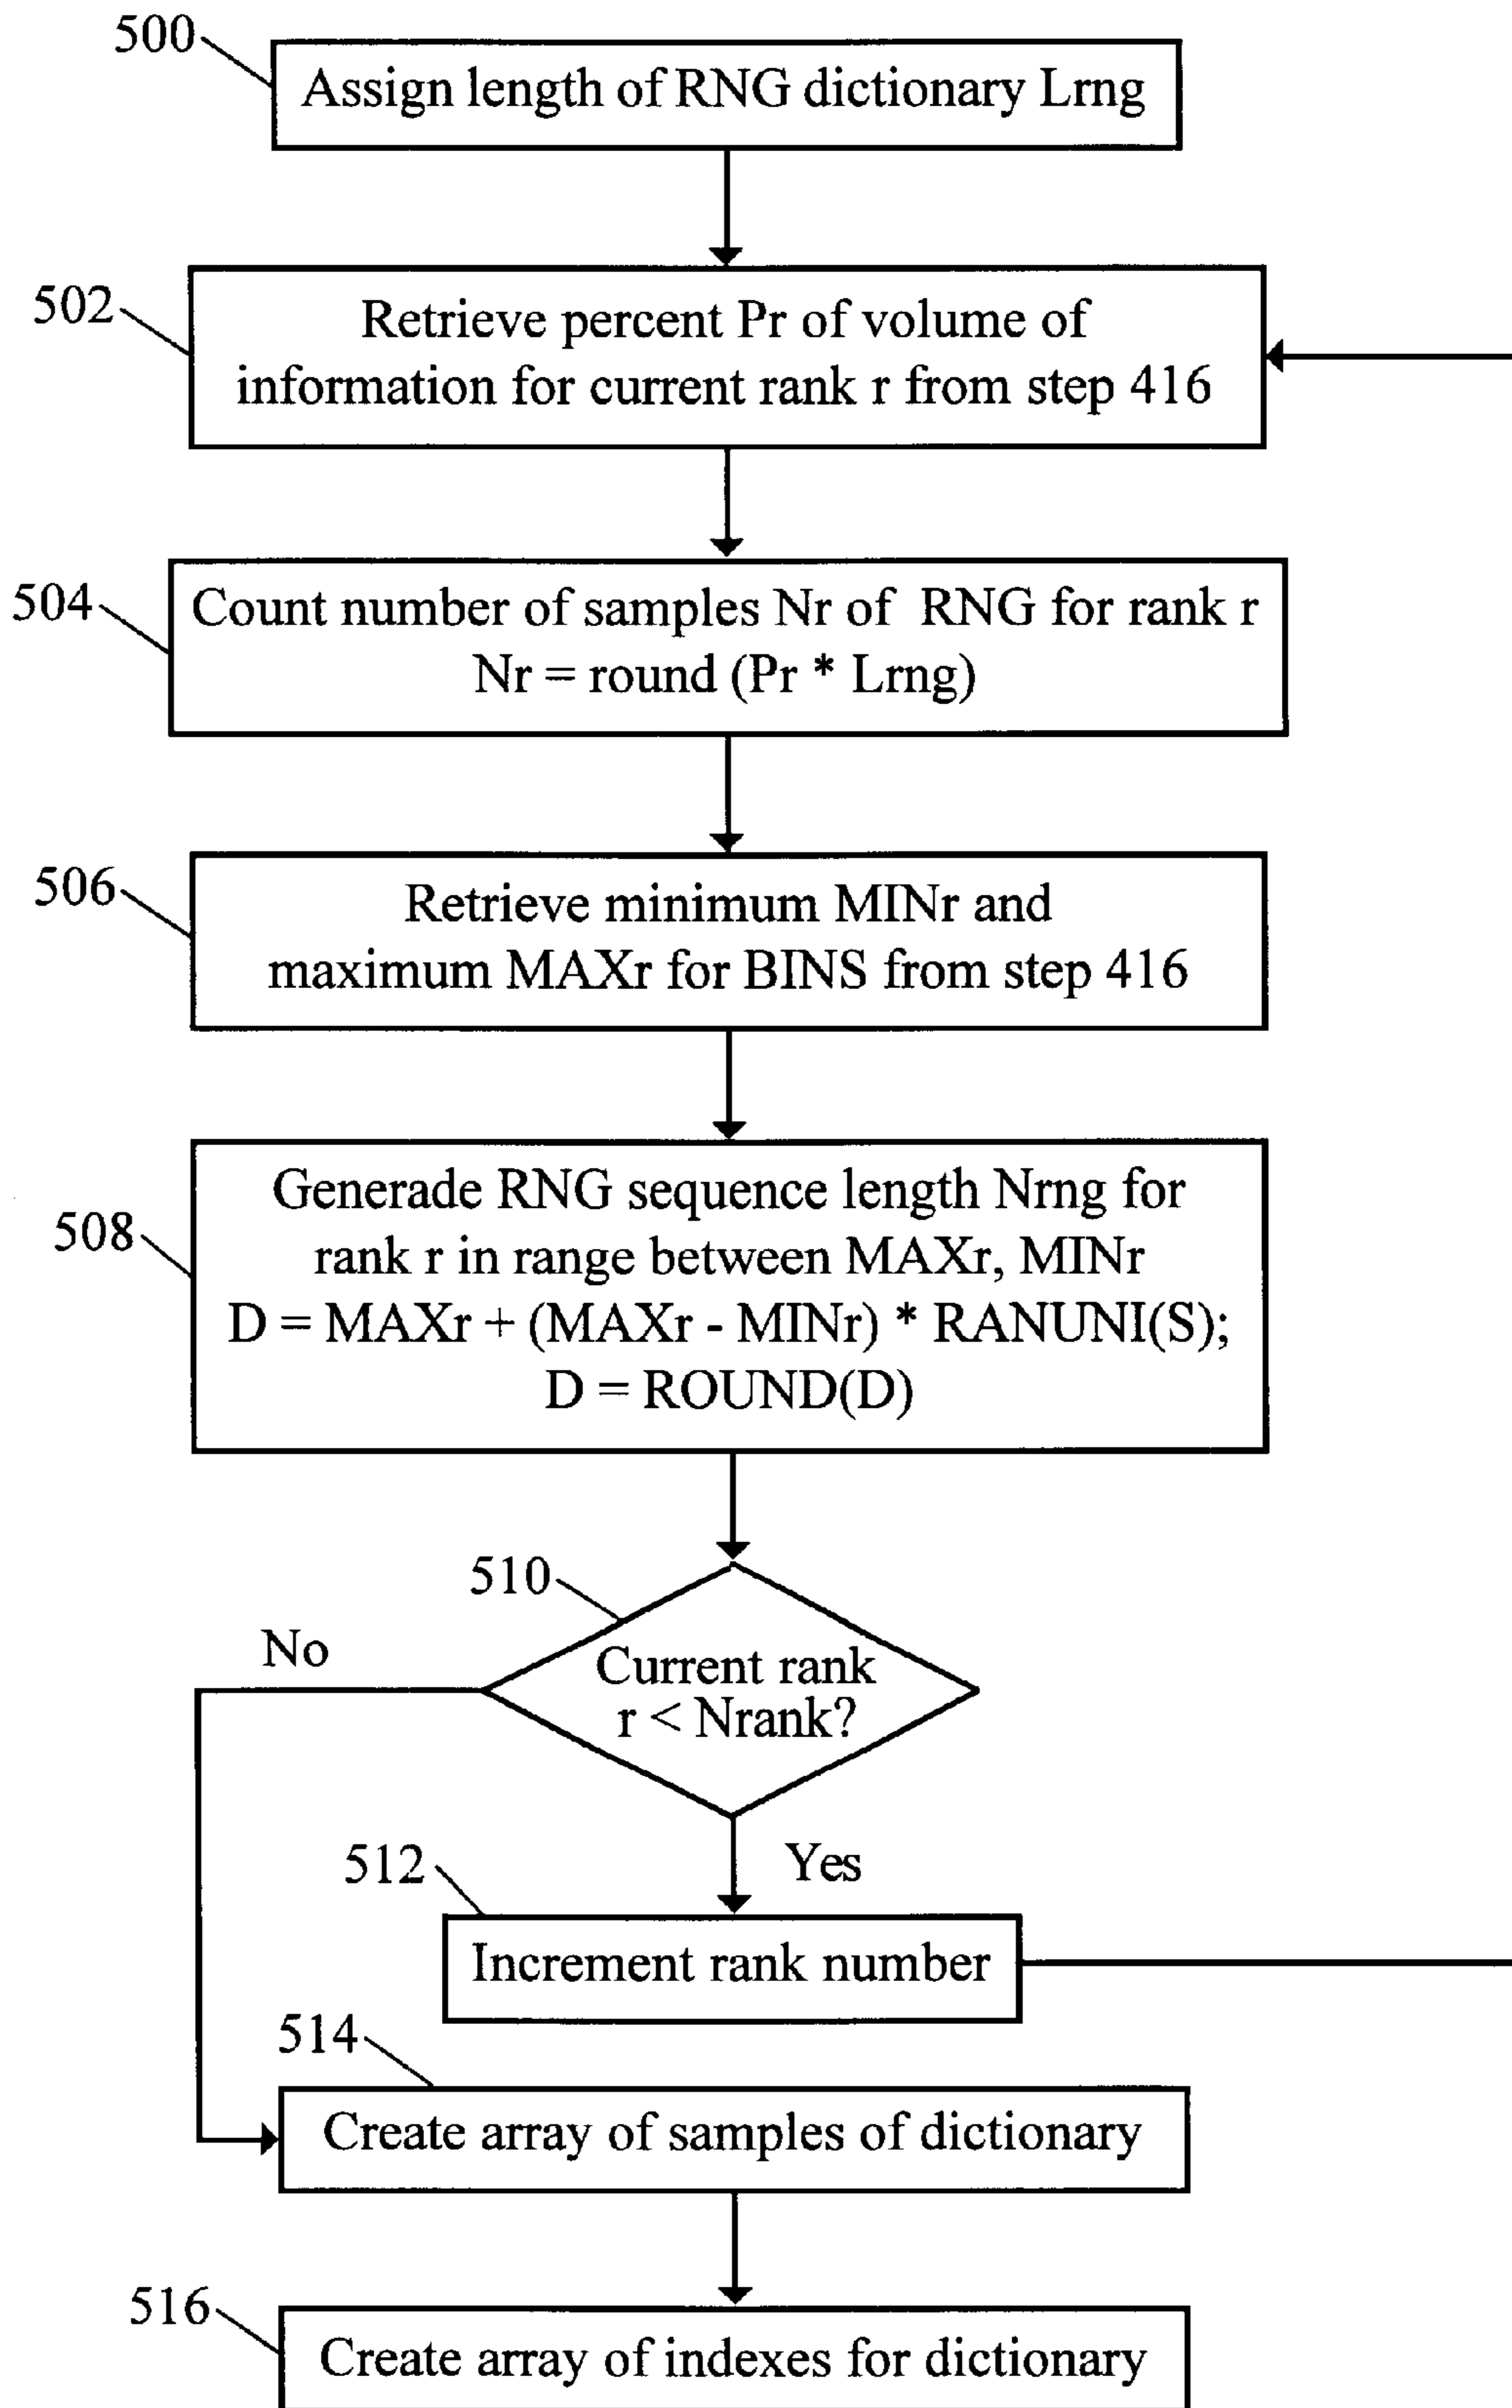 500
Assign length of RNG dictionary Lrng
502
Retrieve percent Pr of volume of
information for current rank r from step 416
504
Count number of samples Nr of RNG for rank r
Nr = round (Pr * Lrng)
506
Retrieve minimum MINr and
maximum MAXr for BINS from step 416
508
Generade RNG sequence length Nrng for
rank r in range between MAXr, MINr
D = MAXr + (MAXr - MINr) * RANUNI(S);
D = ROUND(D)
510
No
Current rank
r < Nrank?
512
Yes
Increment rank number
514
Create array of samples of dictionary
516
Create array of indexes for dictionary